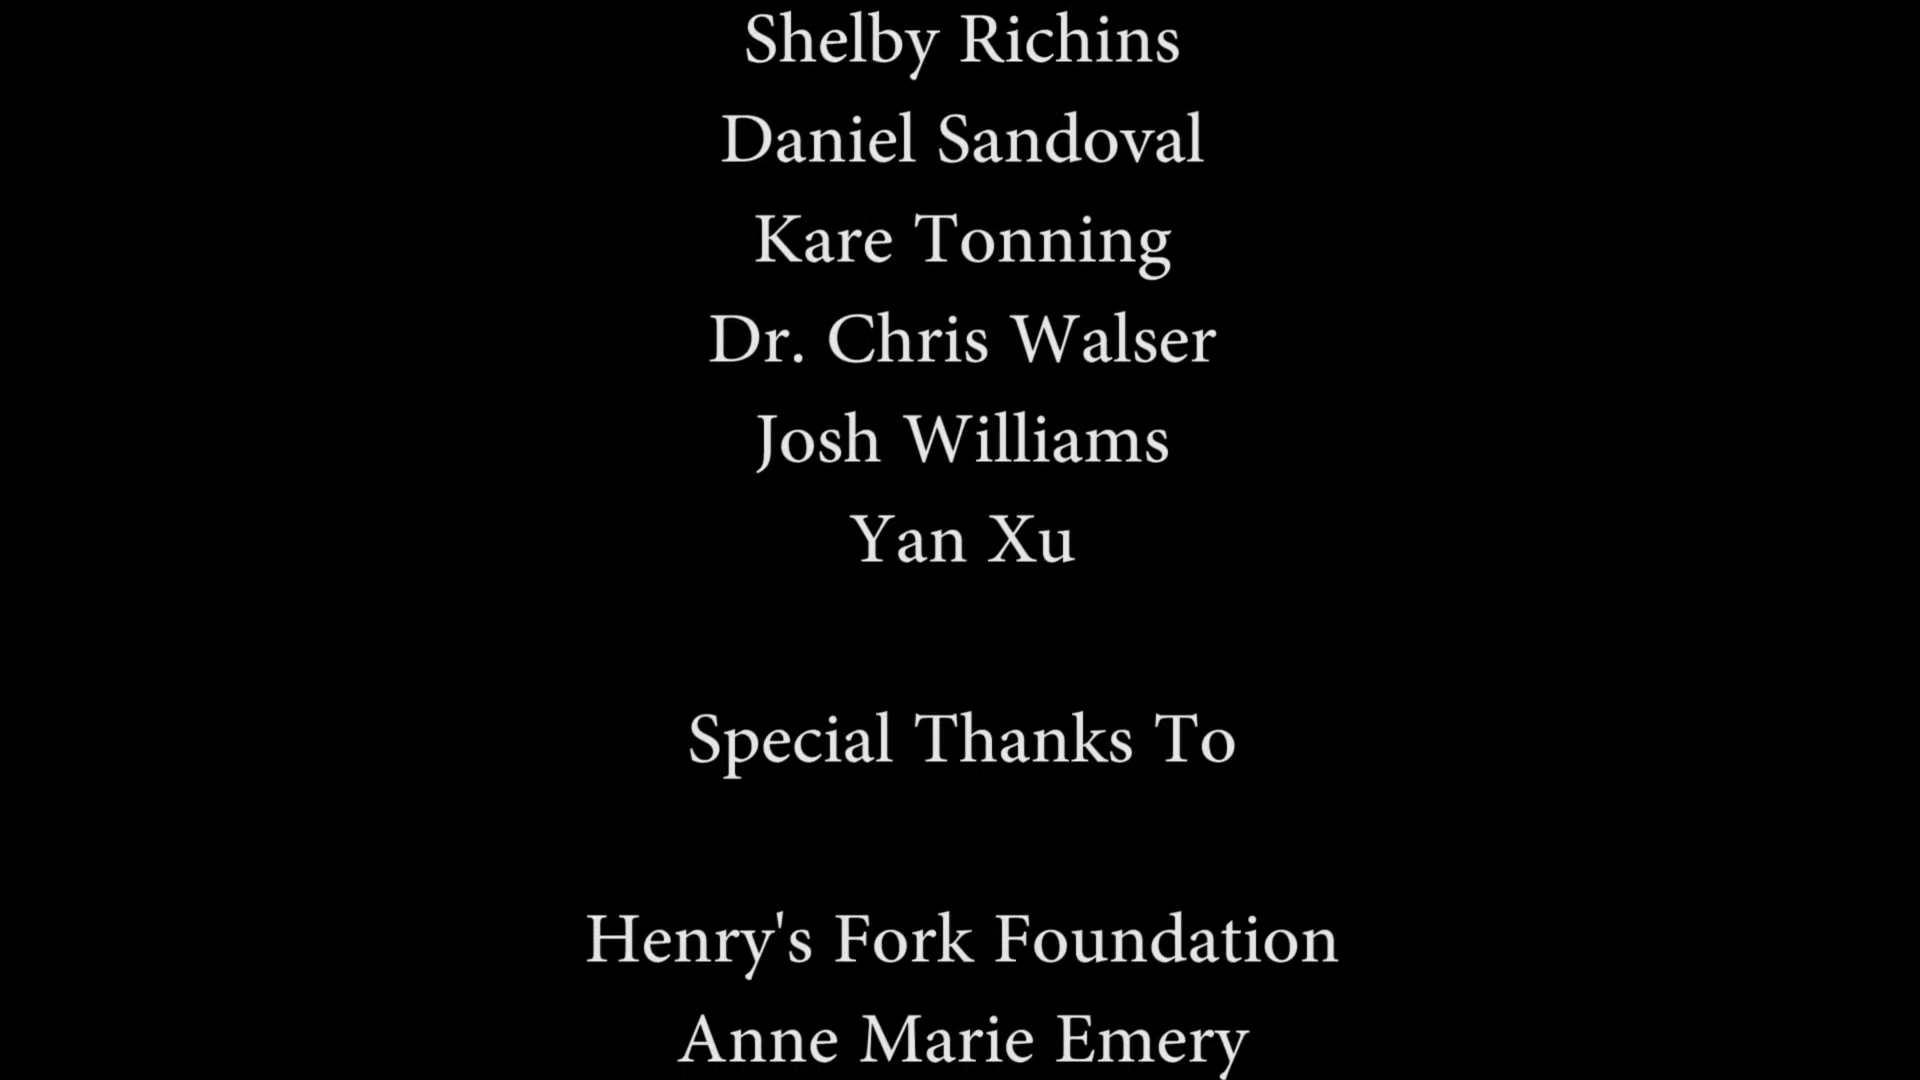 Shelby Richins
Daniel Sandoval
Kare Tonning
Dr. Chris Walser
Josh Williams
Yan Xu
Special Thanks To
Henry's Fork Foundation
Anne Marie Emery